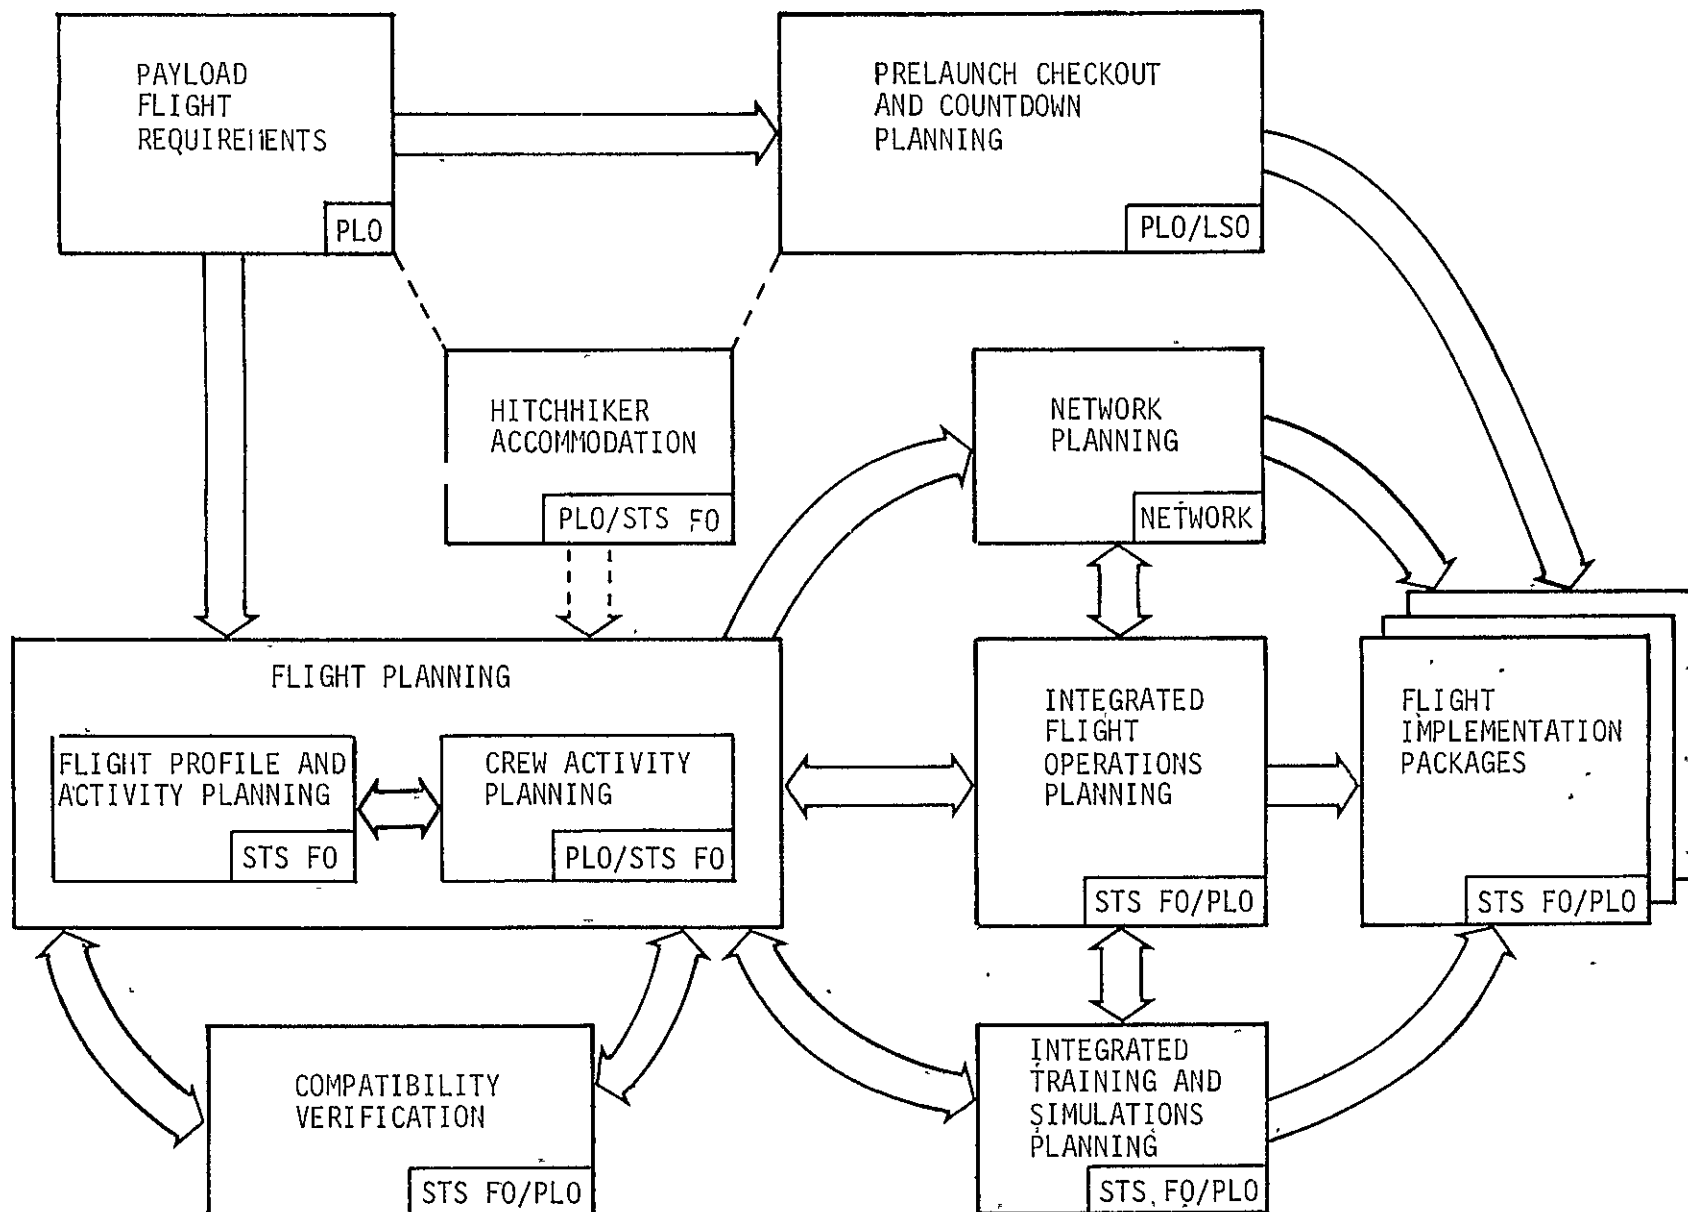 PAYLOAD
FLIGHT
REQUIREMENTS
PLO
PRELAUNCH CHECKOUT
AND COUNTDOWN
PLANNING
PLO/LSO
HITCHHIKER
ACCOMMODATION
PLO/STS FO
NETWORK
PLANNING
NETWORK
FLIGHT PLANNING
FLIGHT PROFILE AND
ACTIVITY PLANNING
STS FO
CREW ACTIVITY
PLANNING
PLO/STS FO
INTEGRATED
FLIGHT
OPERATIONS
PLANNING
STS FO/PLO
FLIGHT
IMPLEMENTATION
PACKAGES
STS FO/PLO
COMPATIBILITY
VERIFICATION
STS FO/PLO
INTEGRATED
TRAINING AND
SIMULATIONS
PLANNING
STS FO/PLO